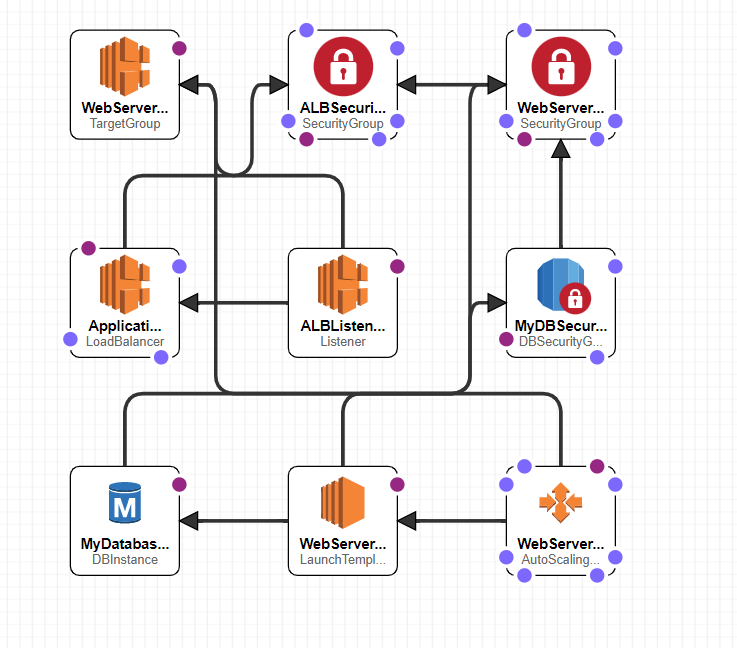 WebServer...
TargetGroup
ALBSecuri...
SecurityGroup
WebServer...
SecurityGroup
Applicati...
LoadBalancer
ALBListen...
Listener
MyDBSecur...
DBSecurityG...
M
MyDatabas...
DBInstance
WebServer...
LaunchTempl...
WebServer...
AutoScaling...